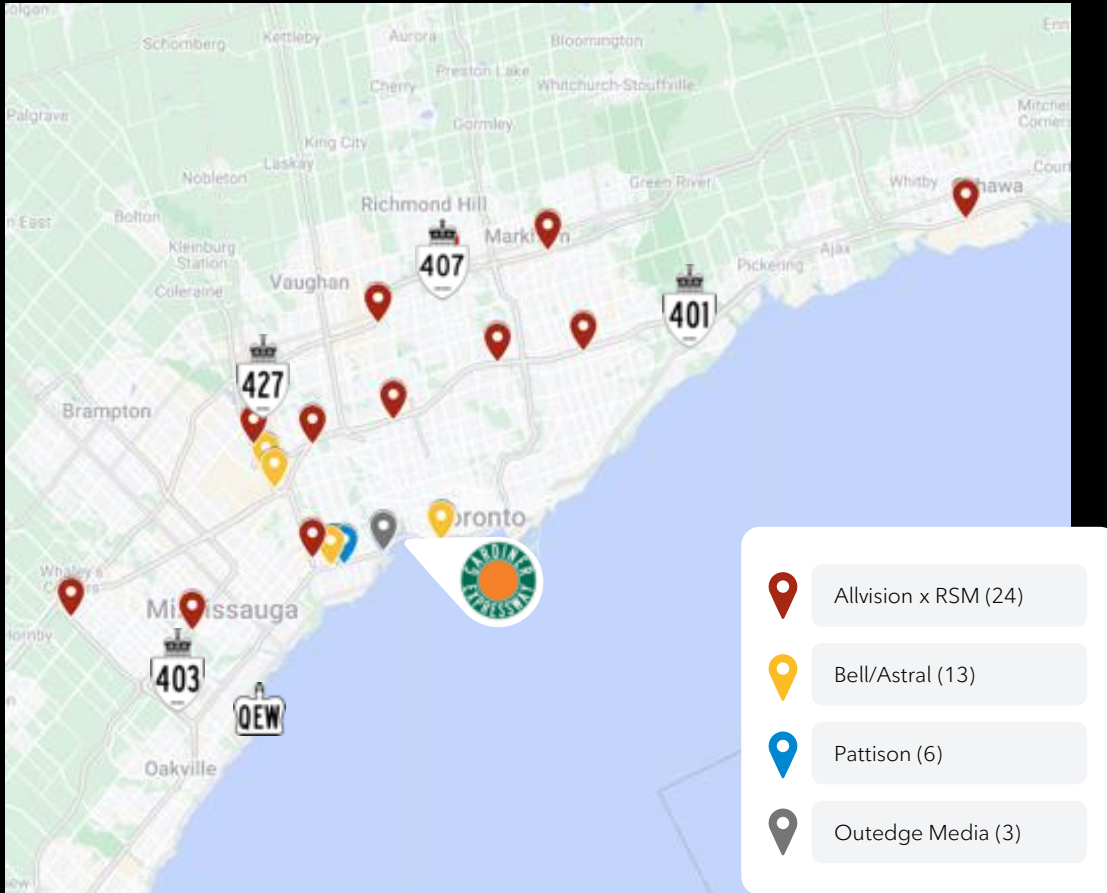 Schomberg
Kettleby
Aurora
Bloomington
Preston Lake
Cherry
Whitchurch-Stouffville
Palgrave
Gormley
King City
Laskay
Nobleton
Green River
Whitby
Richmond Hill
Bolton
Kleinburg
Station
407
Vaughan
Coleraine
Ajax
Pickering
401
427
Brampton
GARDINER
EXPRESSWAY
403
QEW
Oakville
Allvision x RSM (24)
Bell/Astral (13)
Pattison (6)
Outedge Media (3)